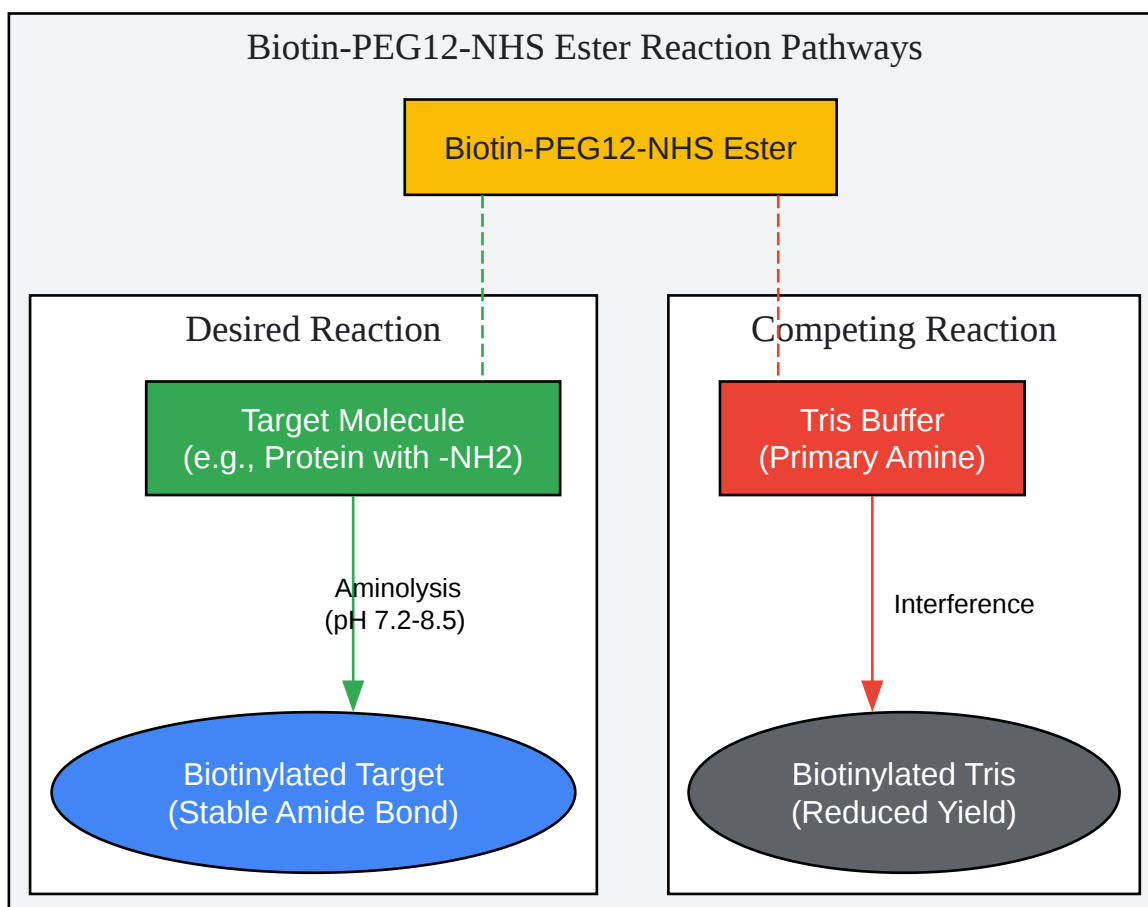 Biotin-PEG12-NHS Ester Reaction Pathways
Biotin-PEG12-NHS Ester
Desired Reaction
Target Molecule
(e.g., Protein with -NH2)
Aminolysis
(pH 7.2-8.5)
Biotinylated Target
(Stable Amide Bond)
Competing Reaction
Tris Buffer
(Primary Amine)
Interference
Biotinylated Tris
(Reduced Yield)